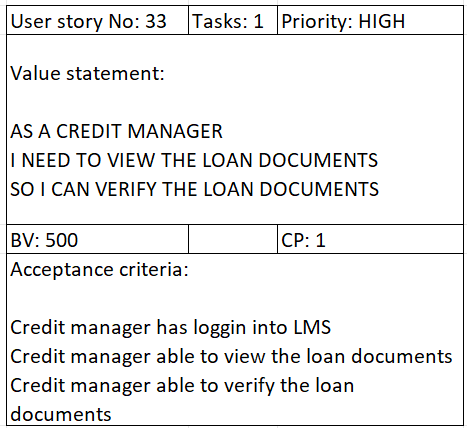 User story No: 33 Tasks: 1 Priority: HIGH
Value statement:
AS A CREDIT MANAGER
I NEED TO VIEW THE LOAN DOCUMENTS
SO I CAN VERIFY THE LOAN DOCUMENTS
BV: 500 CP: 1
Acceptance criteria:
Credit manager has loggin into LMS
Credit manager able to view the loan documents
Credit manager able to verify the loan
documents